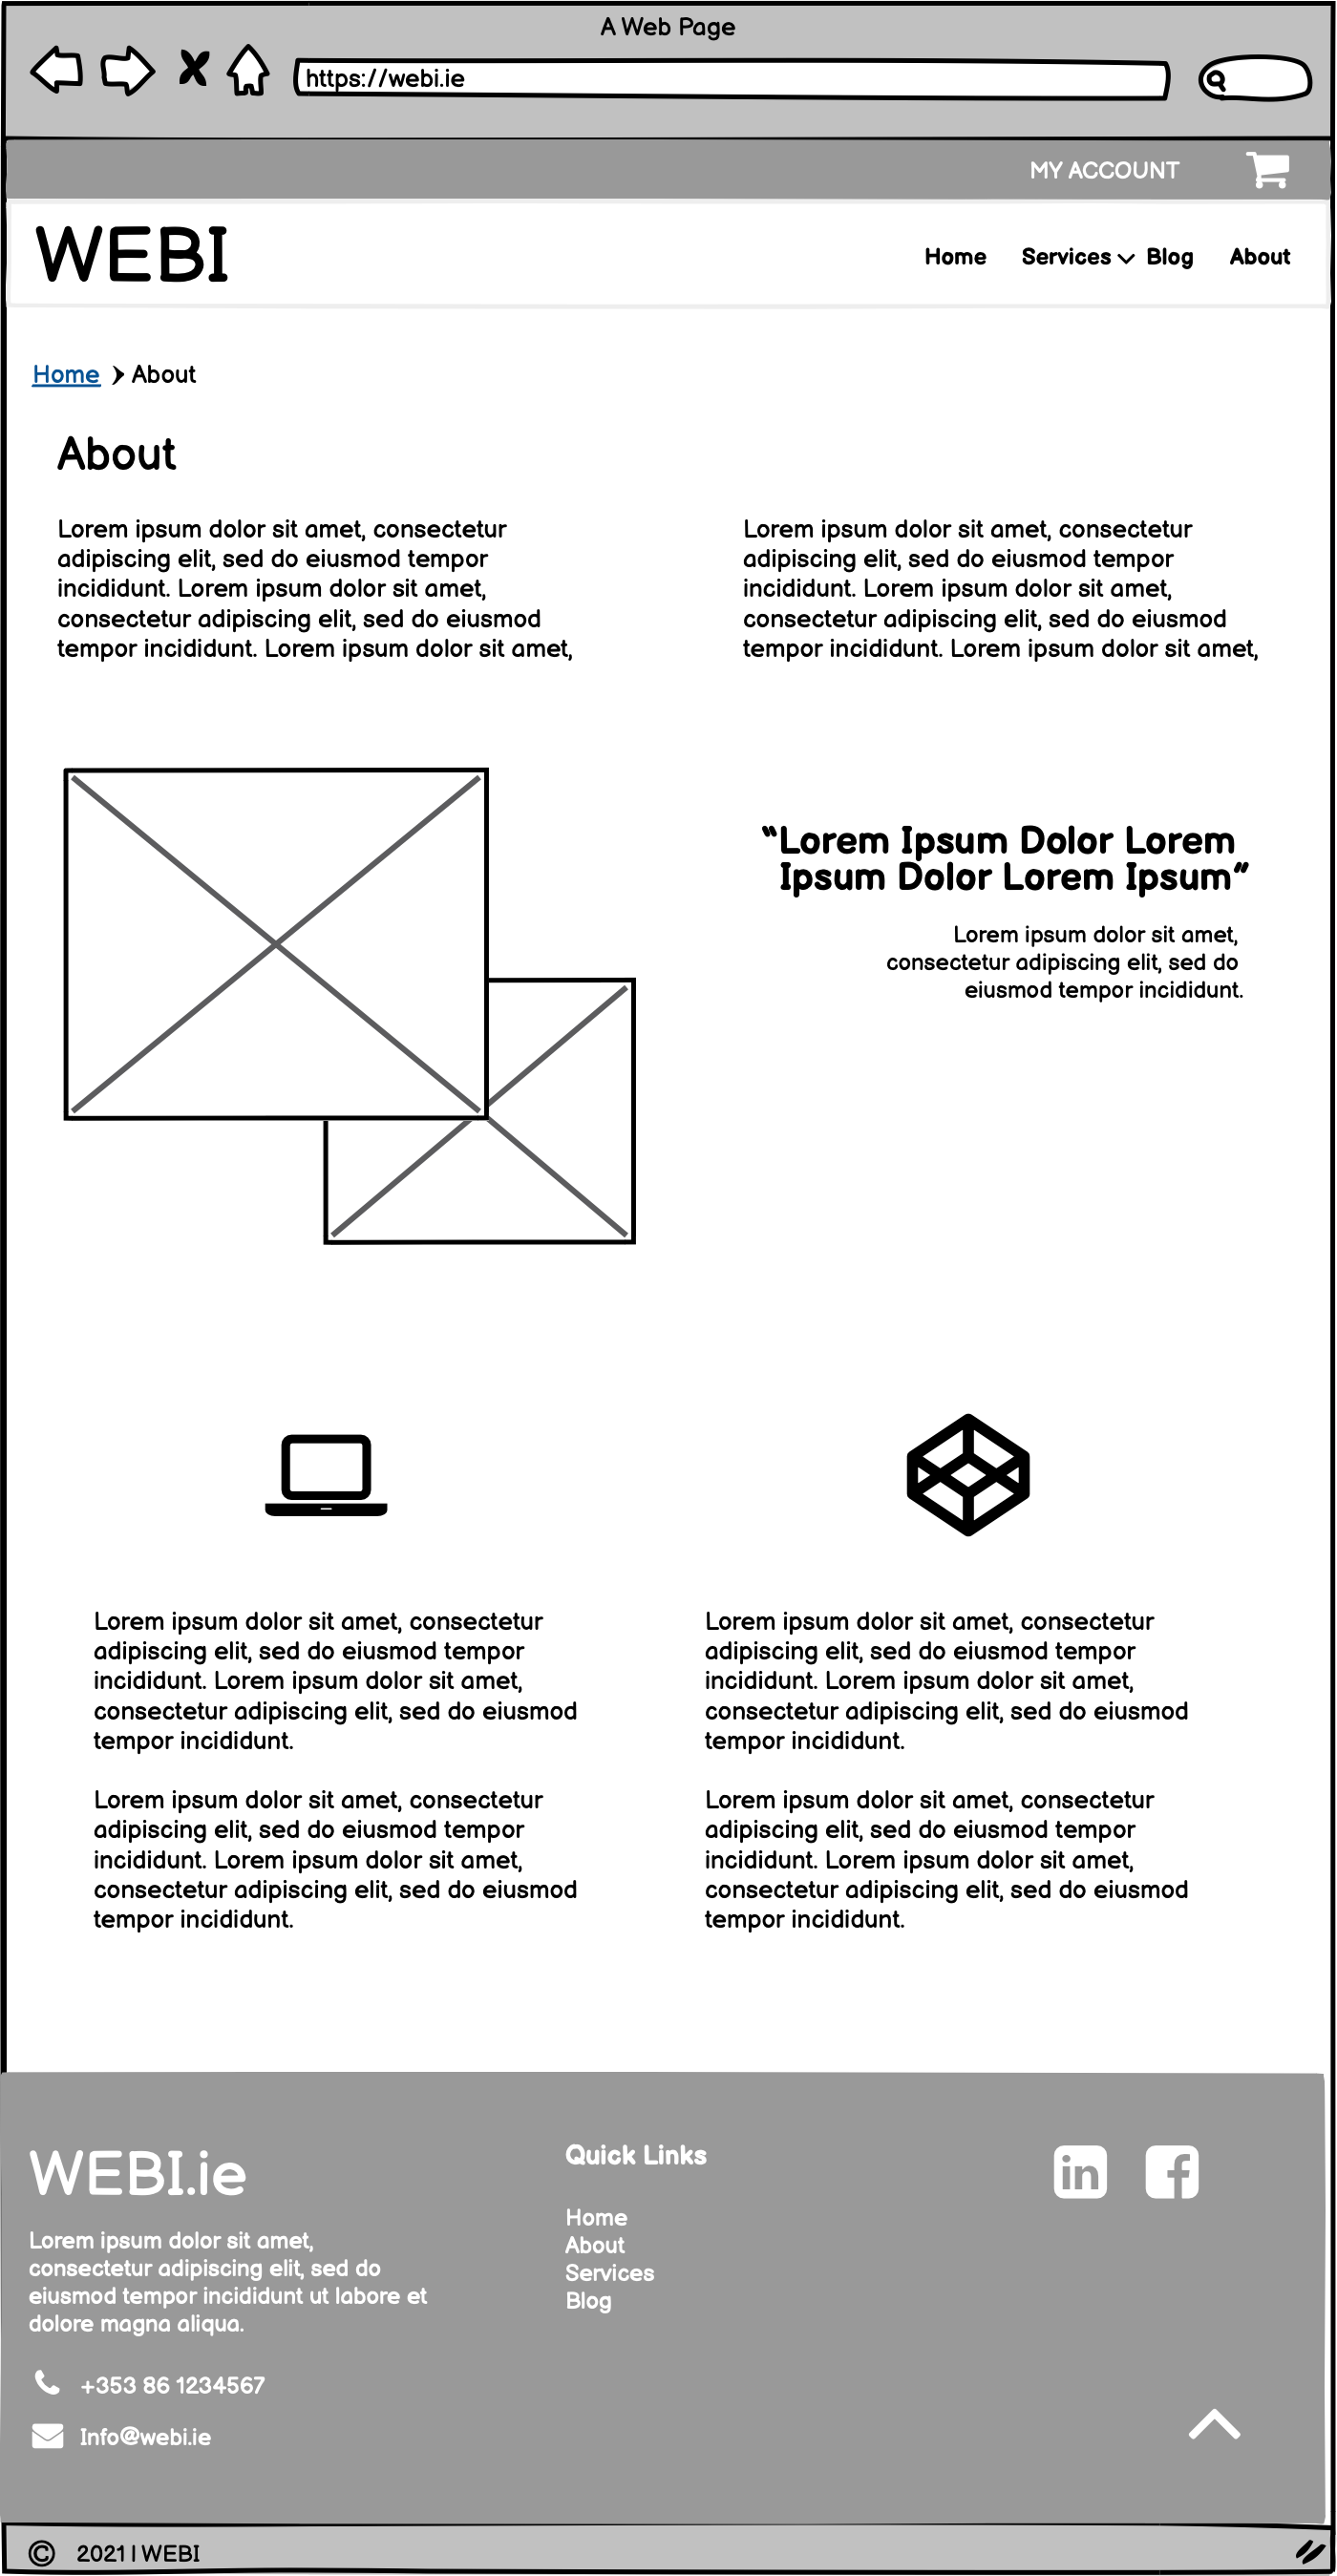 A Web Page
https://webi.ie
MY ACCOUNT
WEBI
Home Services Blog About
Home About
About
Lorem ipsum dolor sit amet, consectetur
adipiscing elit, sed do eiusmod tempor
incididunt. Lorem ipsum dolor sit amet,
consectetur adipiscing elit, sed do eiusmod
tempor incididunt. Lorem ipsum dolor sit amet,
Lorem ipsum dolor sit amet, consectetur
adipiscing elit, sed do eiusmod tempor
incididunt. Lorem ipsum dolor sit amet,
consectetur adipiscing elit, sed do eiusmod
tempor incididunt. Lorem ipsum dolor sit amet,
“Lorem Ipsum Dolor Lorem
Ipsum Dolor Lorem Ipsum”
Lorem ipsum dolor sit amet,
consectetur adipiscing elit, sed do
eiusmod tempor incididunt.
Lorem ipsum dolor sit amet, consectetur
adipiscing elit, sed do eiusmod tempor
incididunt. Lorem ipsum dolor sit amet,
consectetur adipiscing elit, sed do eiusmod
tempor incididunt.
Lorem ipsum dolor sit amet, consectetur
adipiscing elit, sed do eiusmod tempor
incididunt. Lorem ipsum dolor sit amet,
consectetur adipiscing elit, sed do eiusmod
tempor incididunt.
Lorem ipsum dolor sit amet, consectetur
adipiscing elit, sed do eiusmod tempor
incididunt. Lorem ipsum dolor sit amet,
consectetur adipiscing elit, sed do eiusmod
tempor incididunt.
Lorem ipsum dolor sit amet, consectetur
adipiscing elit, sed do eiusmod tempor
incididunt. Lorem ipsum dolor sit amet,
consectetur adipiscing elit, sed do eiusmod
tempor incididunt.
WEBI.ie
Lorem ipsum dolor sit amet,
consectetur adipiscing elit, sed do
eiusmod tempor incididunt ut labore et
dolore magna aliqua.
+353 86 1234567
Info@webi.ie
Quick Links
Home
About
Services
Blog
in f
© 2021 | WEBI